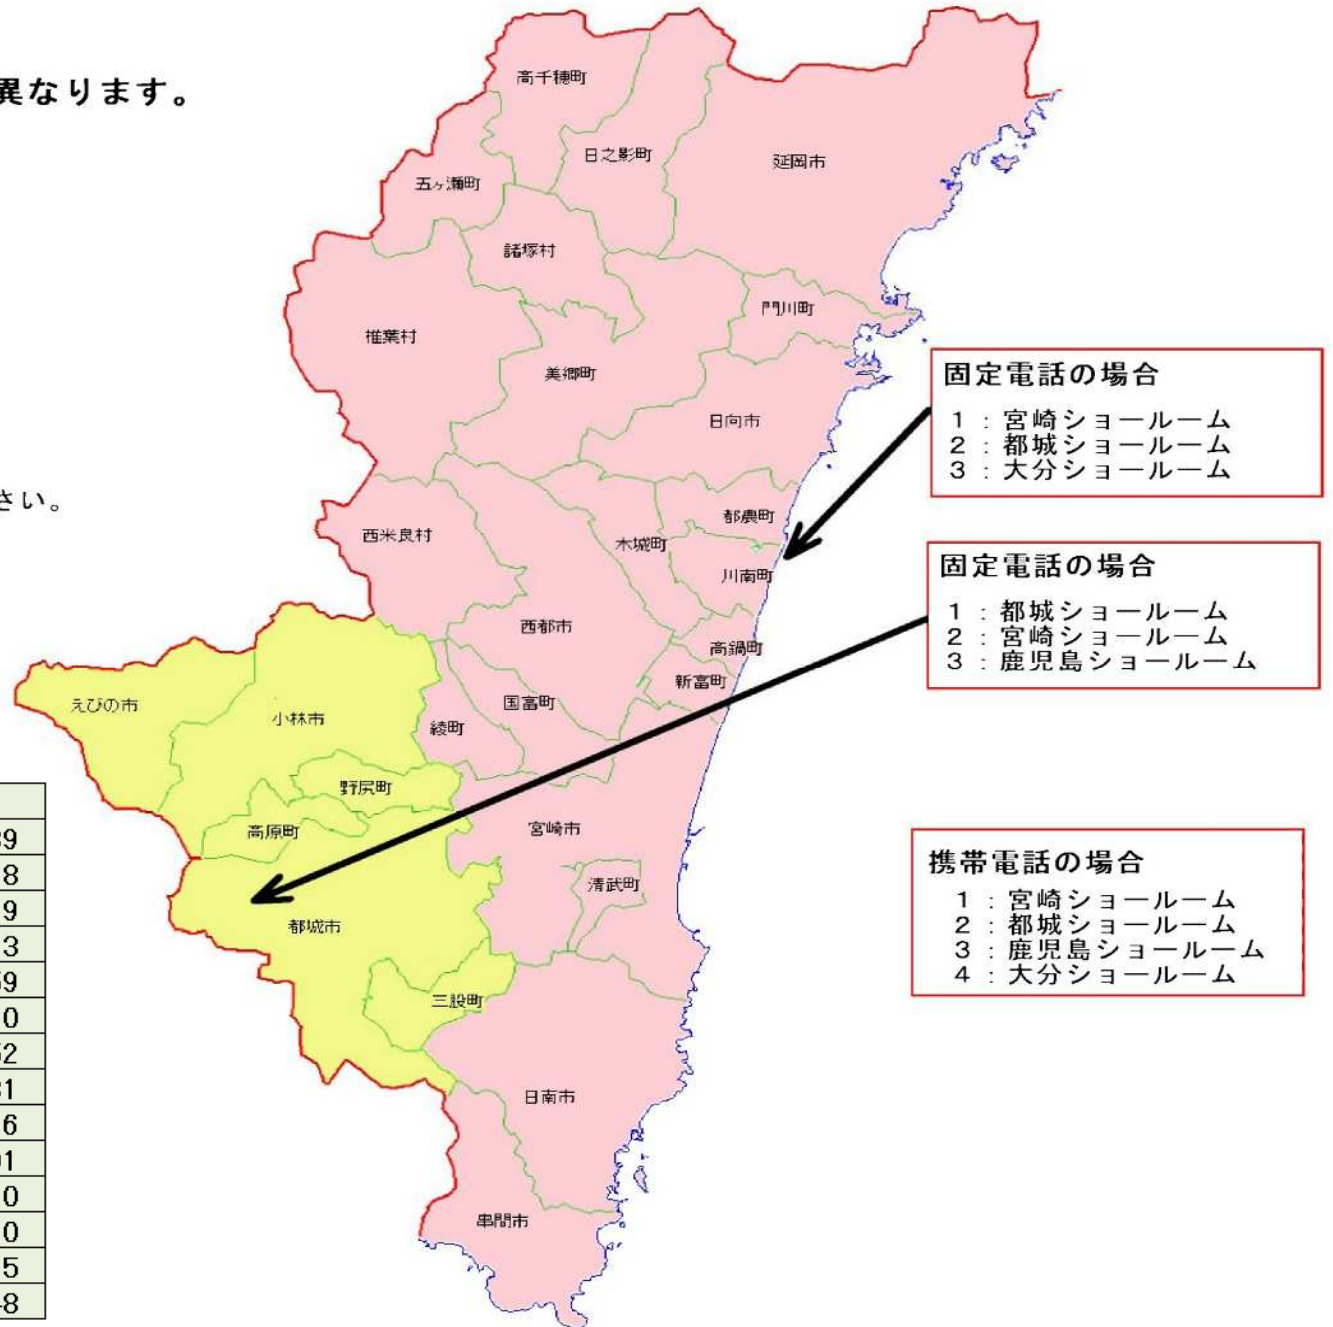 異なります。
さい。
高千穂町
日之影町
延岡市
五ヶ瀬町
諸塚村
門川町
椎葉村
美郷町
日向市
都農町
西米良村
木城町
川南町
西都市
高鍋町
新富町
国富町
綾町
えびの市
小林市
野尻町
高原町
宮崎市
清武町
都城市
三股町
日南市
串間市
固定電話の場合
1：宮崎ショールーム
2：都城ショールーム
3：大分ショールーム
固定電話の場合
1：都城ショールーム
2：宮崎ショールーム
3：鹿児島ショールーム
携帯電話の場合
1：宮崎ショールーム
2：都城ショールーム
3：鹿児島ショールーム
4：大分ショールーム
8
9
3
0
6
0
0
5